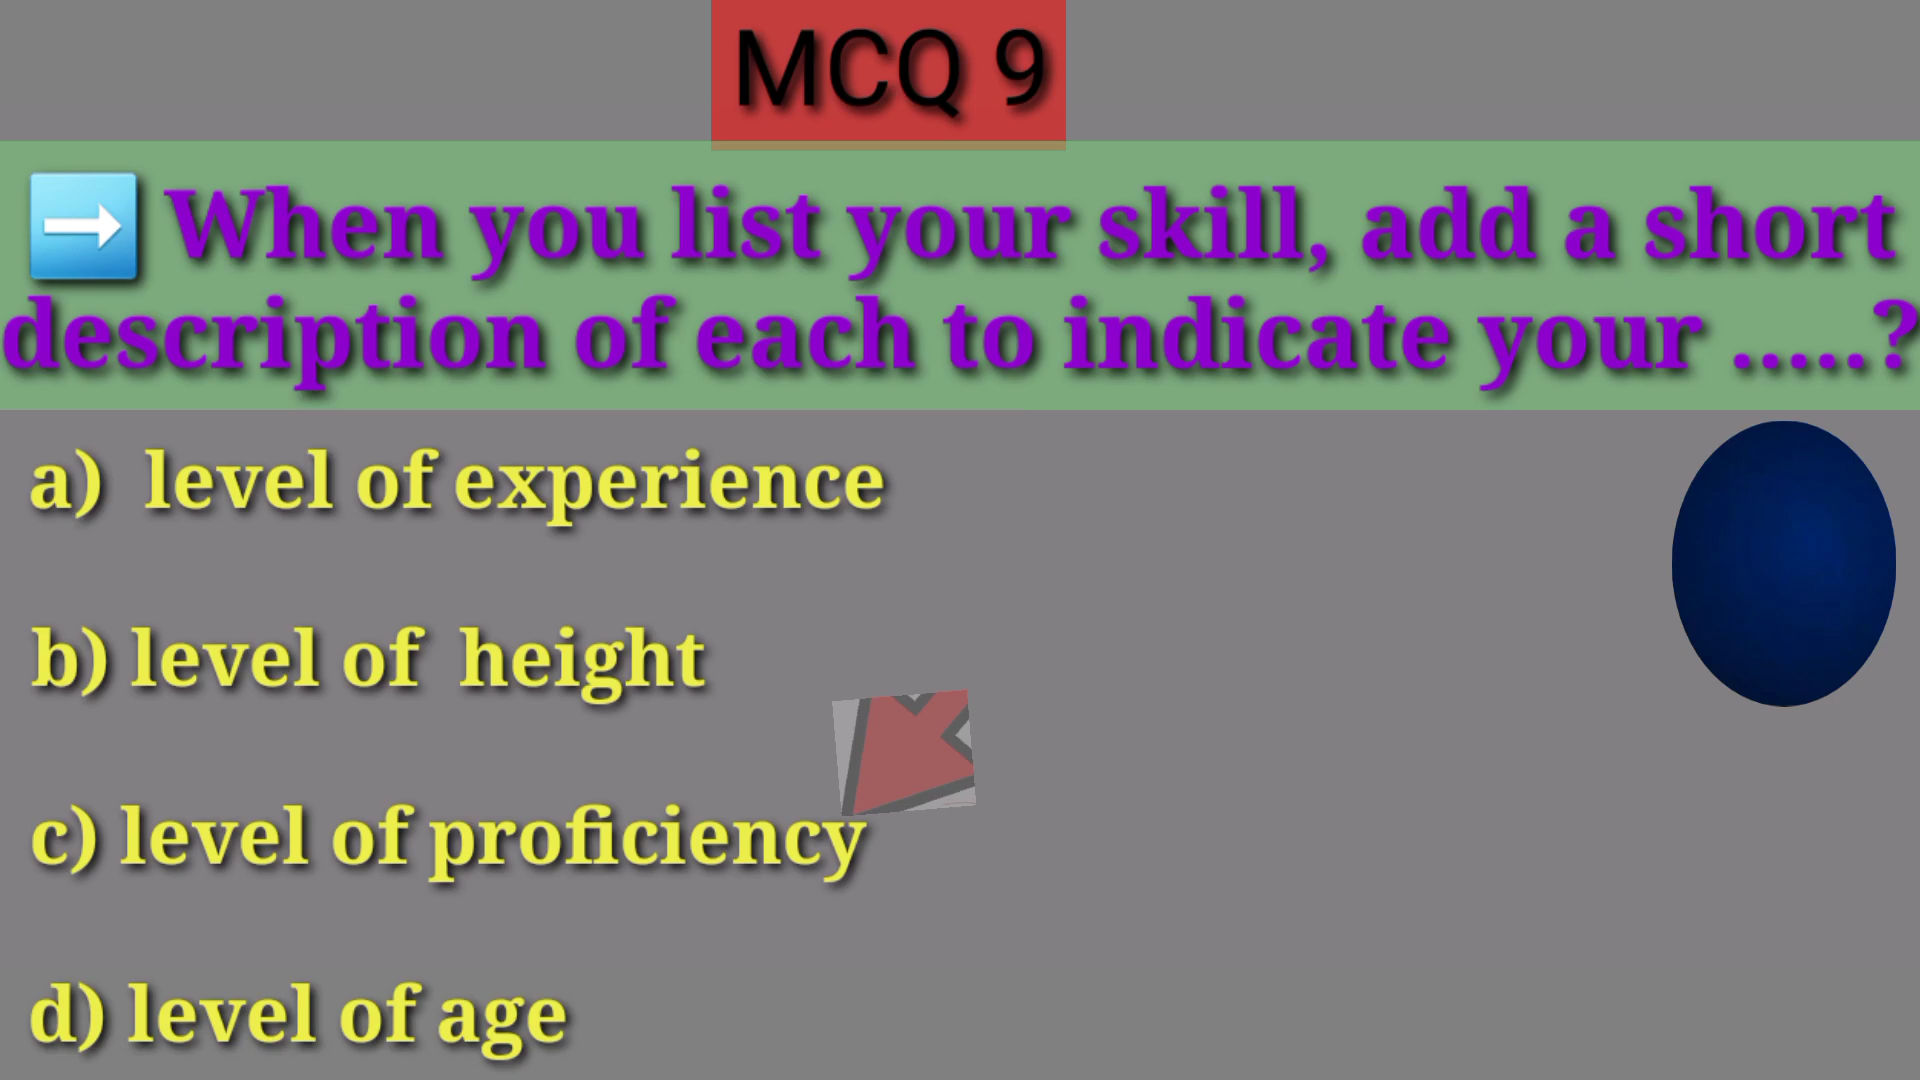 MCQ 9
➡ When you list your skill, add a short
description of each to indicate your .....?
a) level of experience
b) level of height
c) level of proficiency
d) level of age